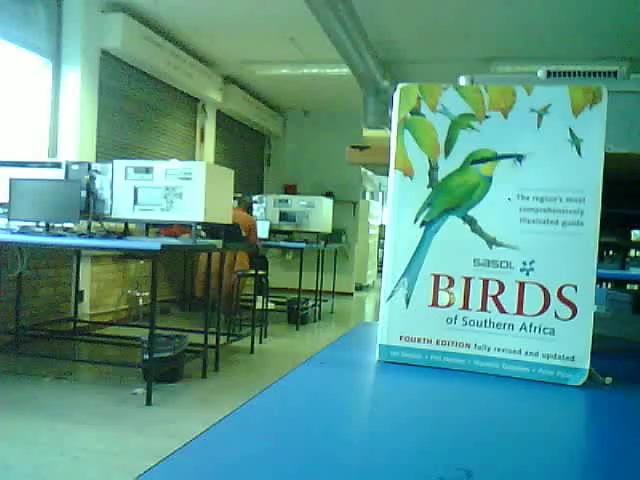 The region's most
comprehensively
illustrated guide
sasol
BIRDS
of Southern Africa
FOURTH EDITION fully revised and updated